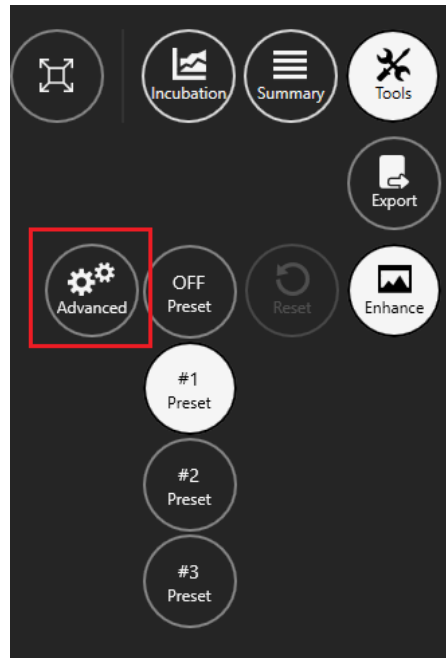 Incubation
Summary
Tools
Export
Advanced
OFF
Preset
Reset
Enhance
#1
Preset
#2
Preset
#3
Preset